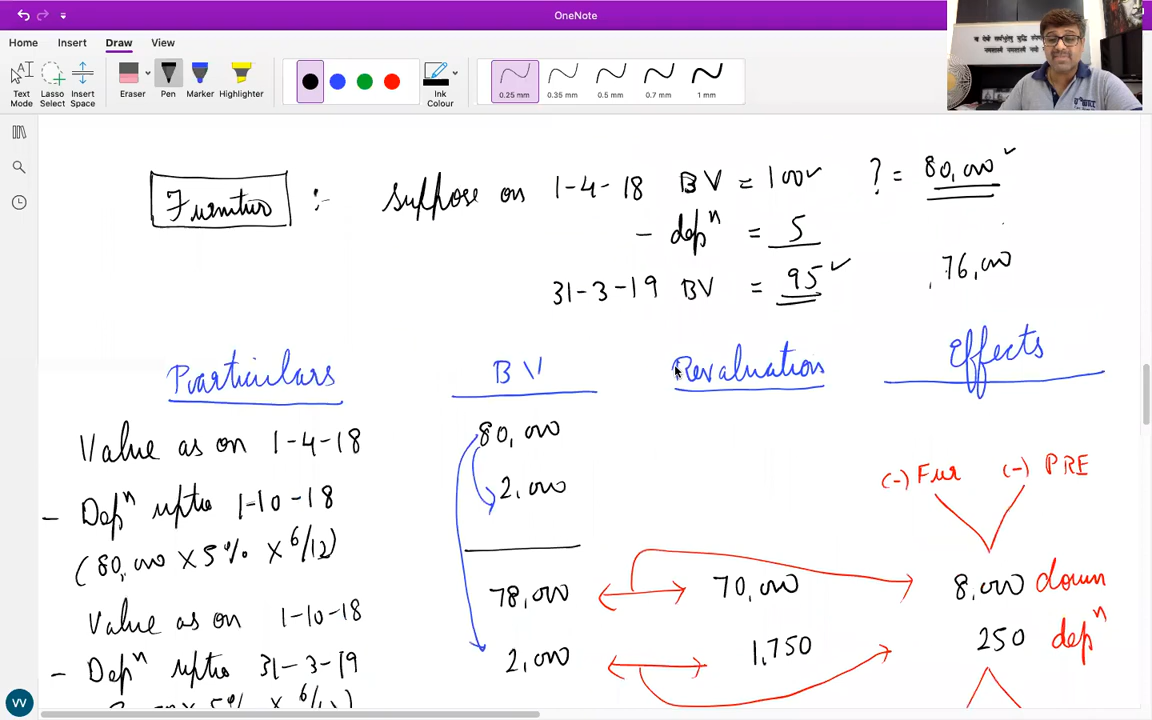 OneNote
Home Insert Draw View
Text Mode
Lasso Select
Insert Space
Eraser
Pen
Marker
Highlighter
Ink Colour
0.25 mm 0.35 mm 0.5 mm 0.7 mm 1 mm
Furniture :- Suppose on 1-4-18 BV = 100✓ ? = 80,000 ✓
- depⁿ = 5
31-3-19 BV = 95 ✓ 76,000
Particulars BV Revaluation Effects
Value as on 1-4-18 80,000
(-) Fur (-) PRE
- Depⁿ upto 1-10-18 2,000
(80,000 X 5% X 6/12)
Value as on 1-10-18 78,000 70,000 8,000 down
- Depⁿ upto 31-3-19 2,000 1,750 250 depⁿ
VV